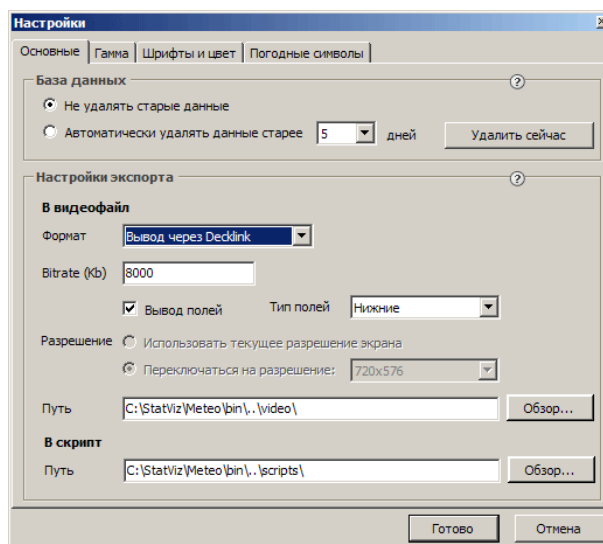 Настройки
Основные Гамма Шрифты и цвет Погодные символы
База данных ?
Не удалять старые данные
Автоматически удалять данные старее 5 дней Удалить сейчас
Настройки экспорта ?
В видеофайл
Формат Вывод через Decklink
Bitrate (Kb) 8000
Вывод полей Тип полей Нижние
Разрешение Использовать текущее разрешение экрана
Переключаться на разрешение: 720x576
Путь C:\StatViz\Meteo\bin\..\video\ Обзор...
В скрипт
Путь C:\StatViz\Meteo\bin\..\scripts\ Обзор...
Готово Отмена